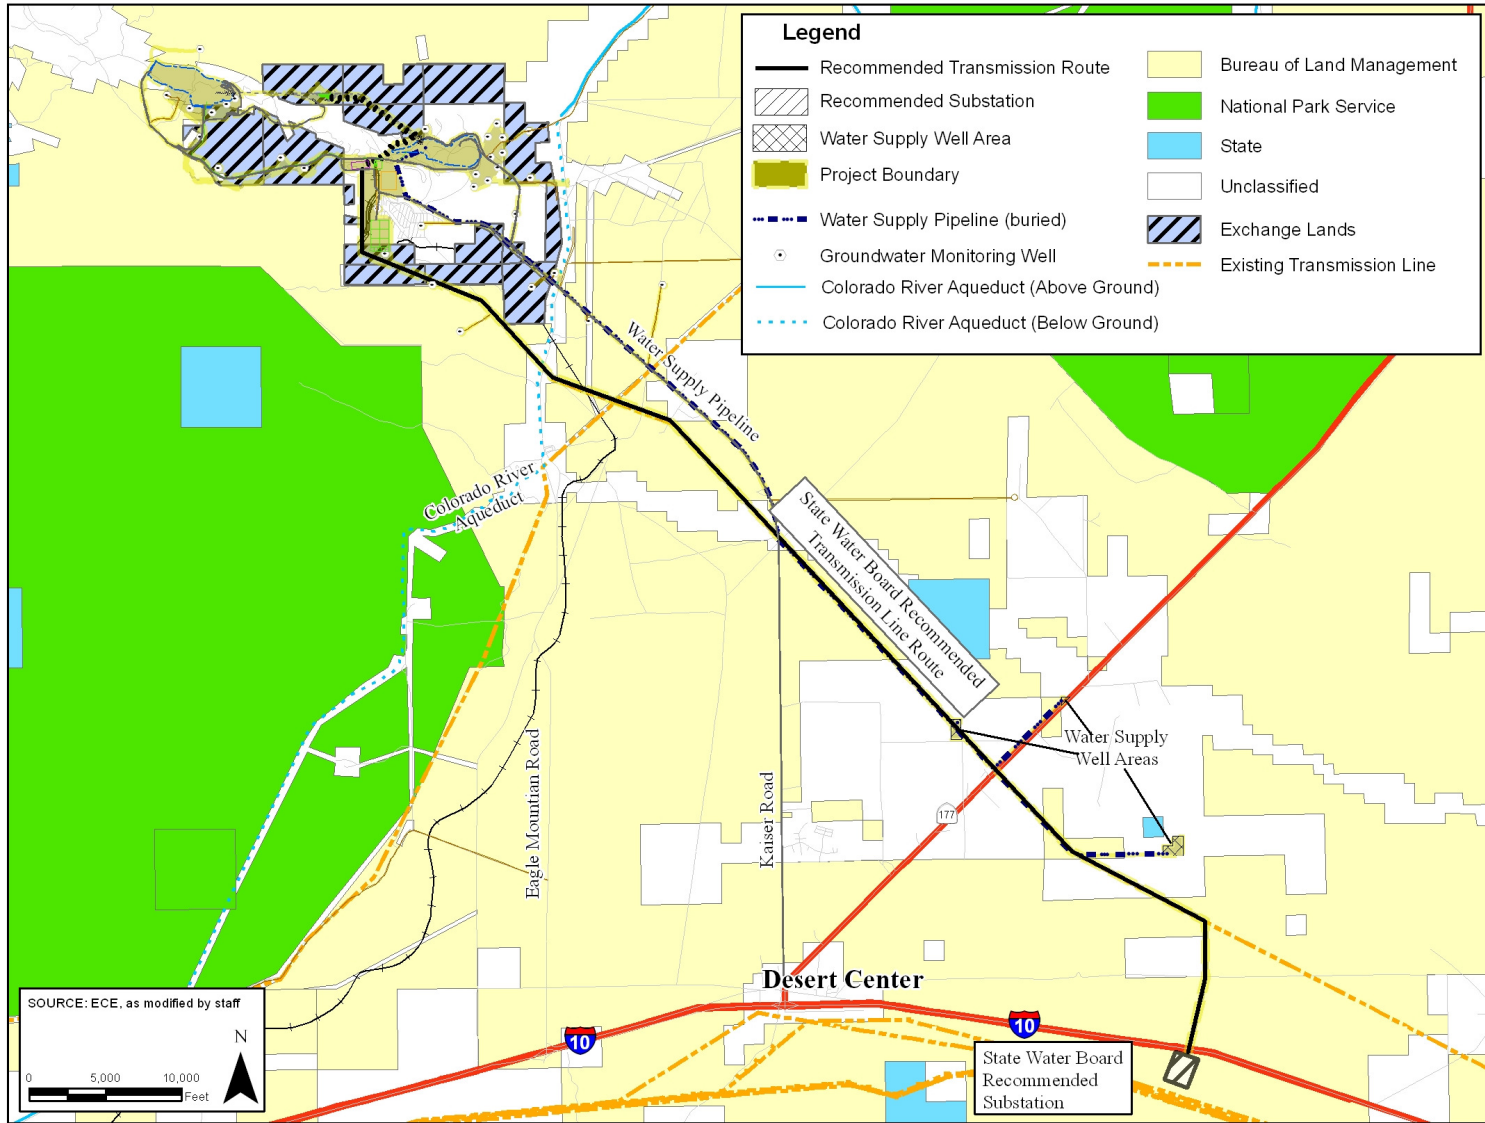 Legend
Recommended Transmission Route
Recommended Substation
Water Supply Well Area
Project Boundary
Water Supply Pipeline (buried)
Groundwater Monitoring Well
Colorado River Aqueduct (Above Ground)
Colorado River Aqueduct (Below Ground)
Bureau of Land Management
National Park Service
State
Unclassified
Exchange Lands
Existing Transmission Line
Water Supply Pipeline
Colorado River
Aqueduct
State Water Board Recommended
Transmission Line Route
Water Supply
Well Areas
177
Eagle Mountian Road
Kaiser Road
Desert Center
10
10
State Water Board
Recommended
Substation
SOURCE: ECE, as modified by staff
N
0 5,000 10,000
Feet